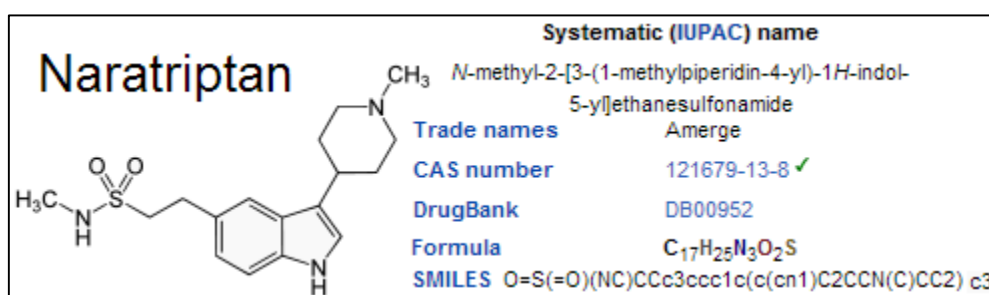 Naratriptan
CH3
N
O O
S
H3C
N
H
N
H
Systematic (IUPAC) name
N-methyl-2-[3-(1-methylpiperidin-4-yl)-1H-indol-
5-yl]ethanesulfonamide
Trade names Amerge
CAS number 121679-13-8 ✓
DrugBank DB00952
Formula C17H25N3O2S
SMILES O=S(=O)(NC)CCc3ccc1c(c(cn1)C2CCN(C)CC2) c3